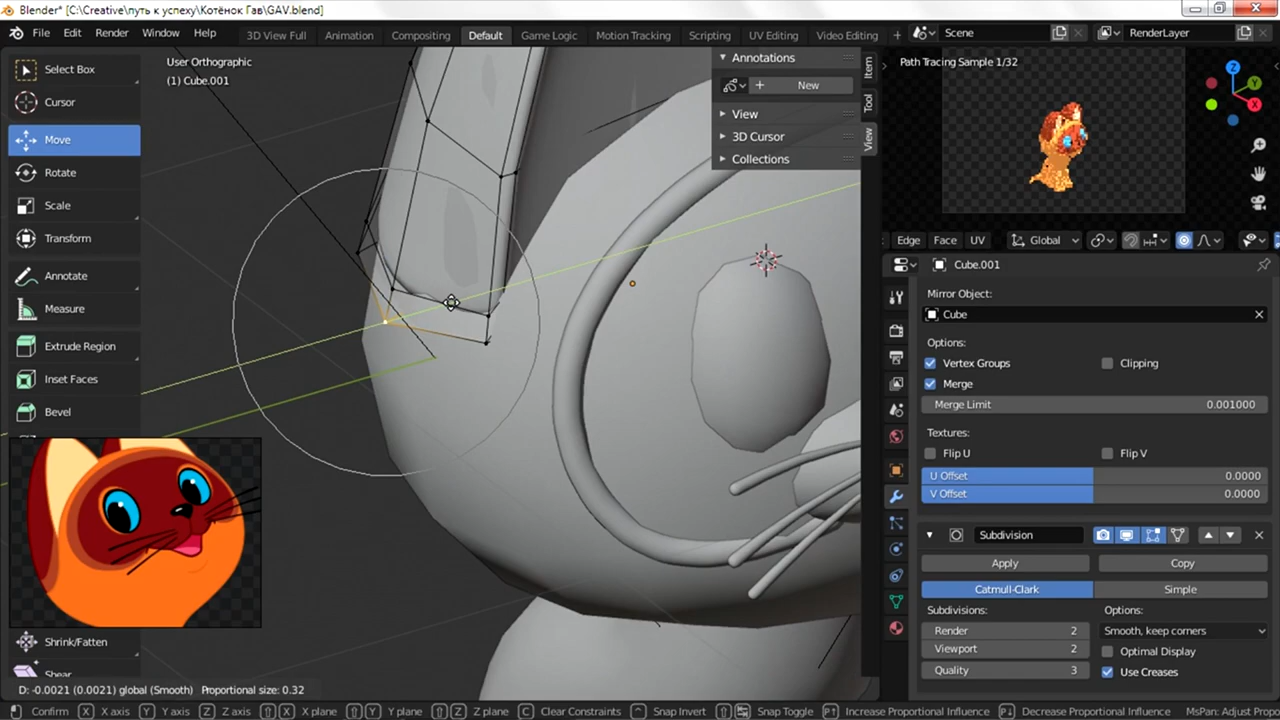 Blender* [C:\Creative\путь к успеху\Котёнок Гав\GAV.blend]
File Edit Render Window Help 3D View Full Animation Compositing Default Game Logic Motion Tracking Scripting UV Editing Video Editing + Scene RenderLayer
User Orthographic
(1) Cube.001
Select Box
Cursor
Move
Rotate
Scale
Transform
Annotate
Measure
Extrude Region
Inset Faces
Bevel
Shrink/Fatten
Shear
Annotations
+ New
View
3D Cursor
Collections
Item
Tool
View
Path Tracing Sample 1/32
Z
Y
X
Edge Face UV Global
Cube.001
Mirror Object:
Cube
Options:
Vertex Groups Clipping
Merge
Merge Limit 0.001000
Textures:
Flip U Flip V
U Offset 0.0000
V Offset 0.0000
Subdivision
Apply Copy
Catmull-Clark Simple
Subdivisions: Options:
Render 2 Smooth, keep corners
Viewport 2 Optimal Display
Quality 3 Use Creases
D: -0.0021 (0.0021) global (Smooth) Proportional size: 0.32
Confirm X X axis Y Y axis Z Z axis X X plane Y Y plane Z Z plane C Clear Constraints Snap Invert Snap Toggle P↑ Increase Proportional Influence P↓ Decrease Proportional Influence MsPan: Adjust Propo